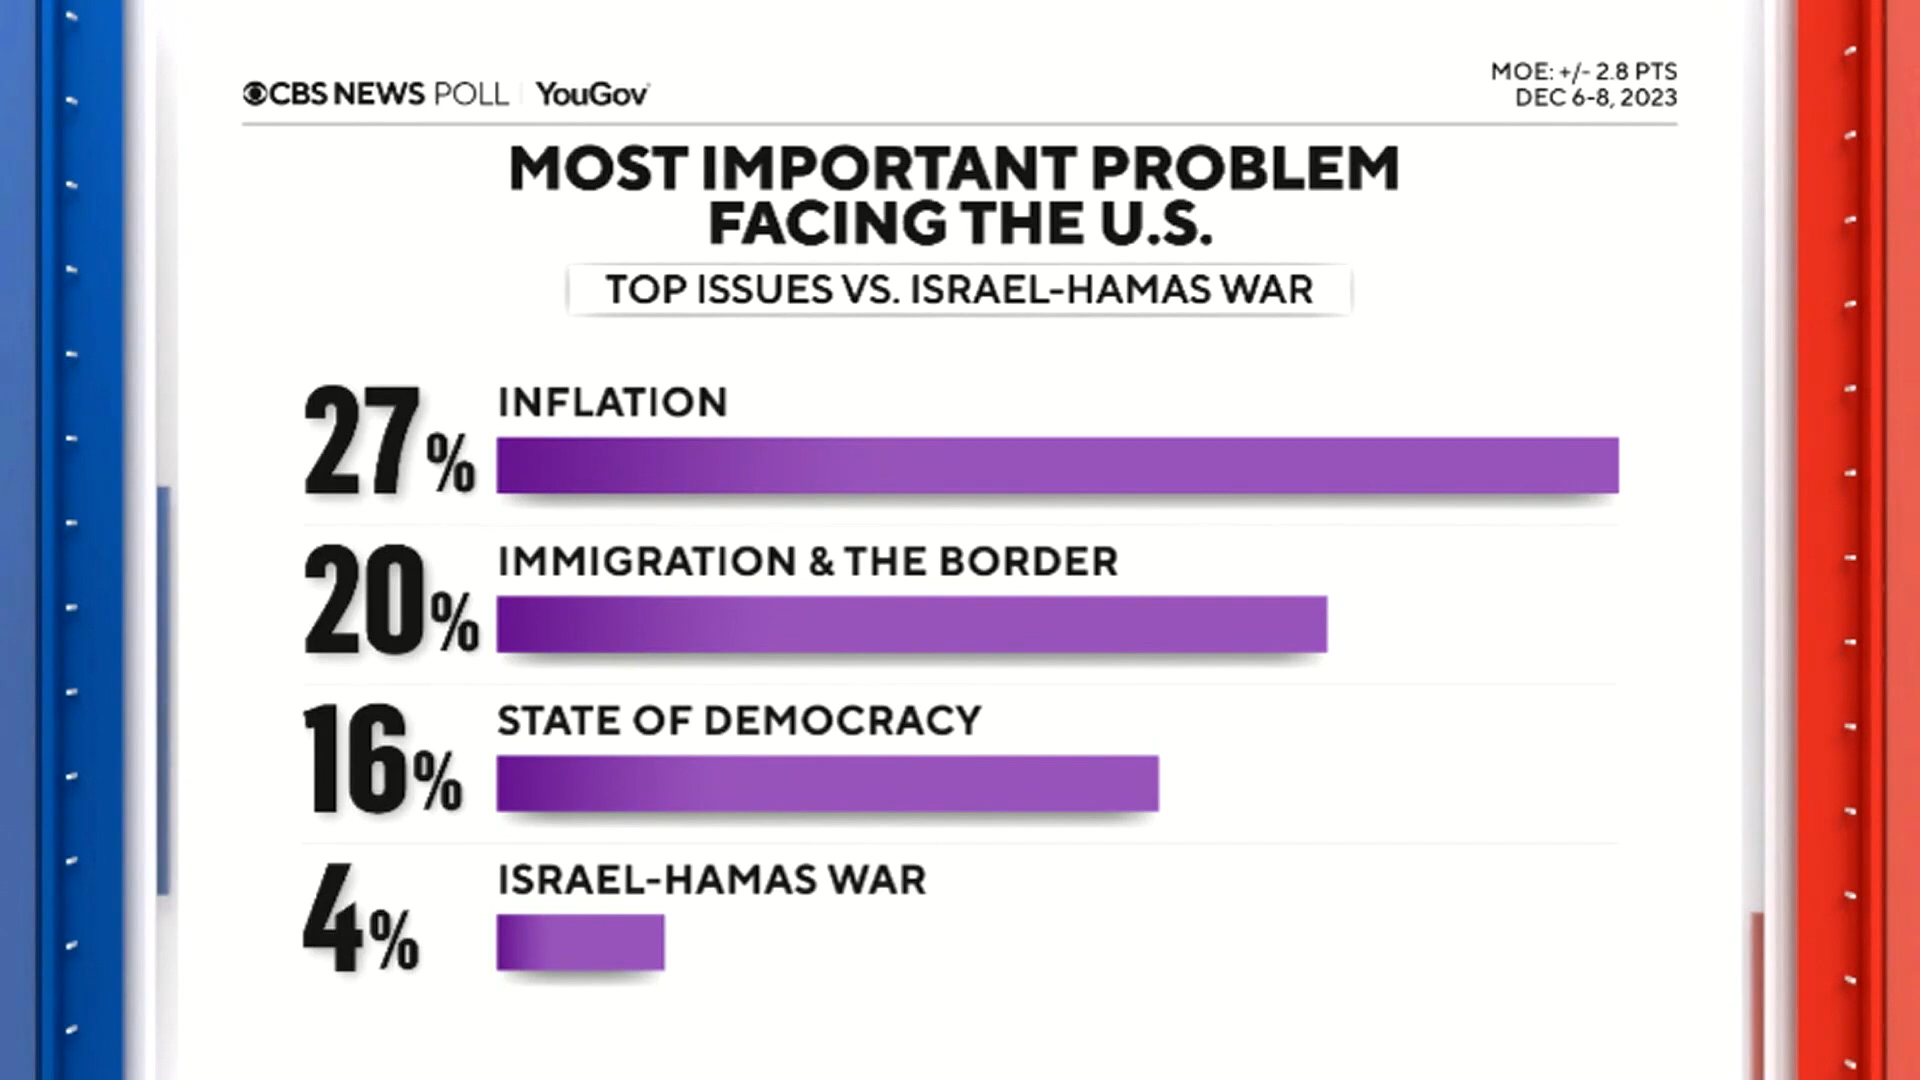 CBS NEWS POLL | YouGov
MOE: +/- 2.8 PTS
DEC 6-8, 2023
MOST IMPORTANT PROBLEM
FACING THE U.S.
TOP ISSUES VS. ISRAEL-HAMAS WAR
27% INFLATION
20% IMMIGRATION & THE BORDER
16% STATE OF DEMOCRACY
4% ISRAEL-HAMAS WAR